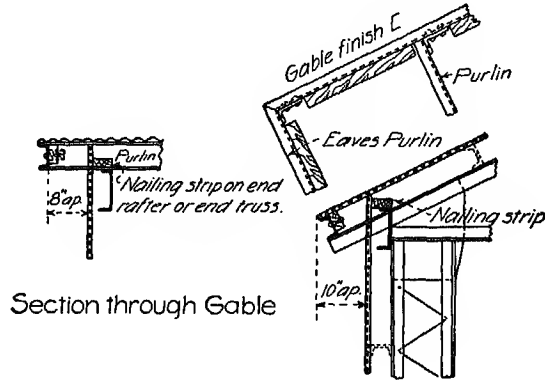 Gable finish [
Purlin
Eaves Purlin
Purlin
Nailing strip on end
rafter or end truss.
8"ap.
Nailing strip
10"ap.
Section through Gable